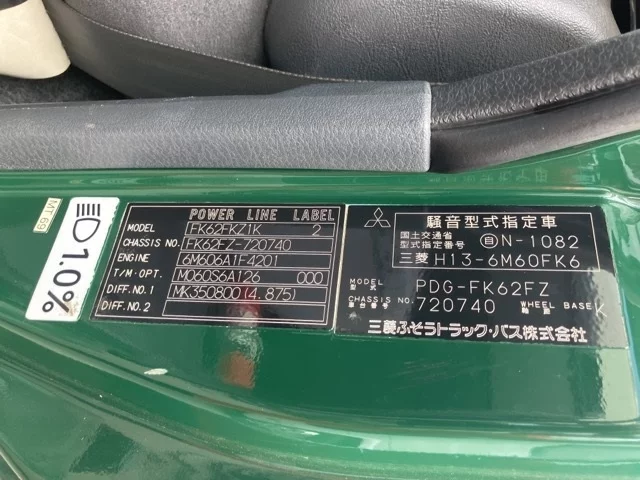 MT 69
1.0%
POWER LINE LABEL
MODEL FK62FKZ1K 2
CHASSIS NO. FK62FZ-720740
ENGINE 6M606A1F4201
T/M·OPT. M060S6A126 000
DIFF. NO.1 MK350800(4.875)
DIFF. NO.2
騒音型式指定車
国土交通省
型式指定番号 自N-1082
三菱 H13-6M60FK6
MODEL 型式 PDG-FK62FZ
CHASSIS NO. 車台番号 720740 WHEEL BASE 軸距 K
三菱ふそうトラック・バス株式会社